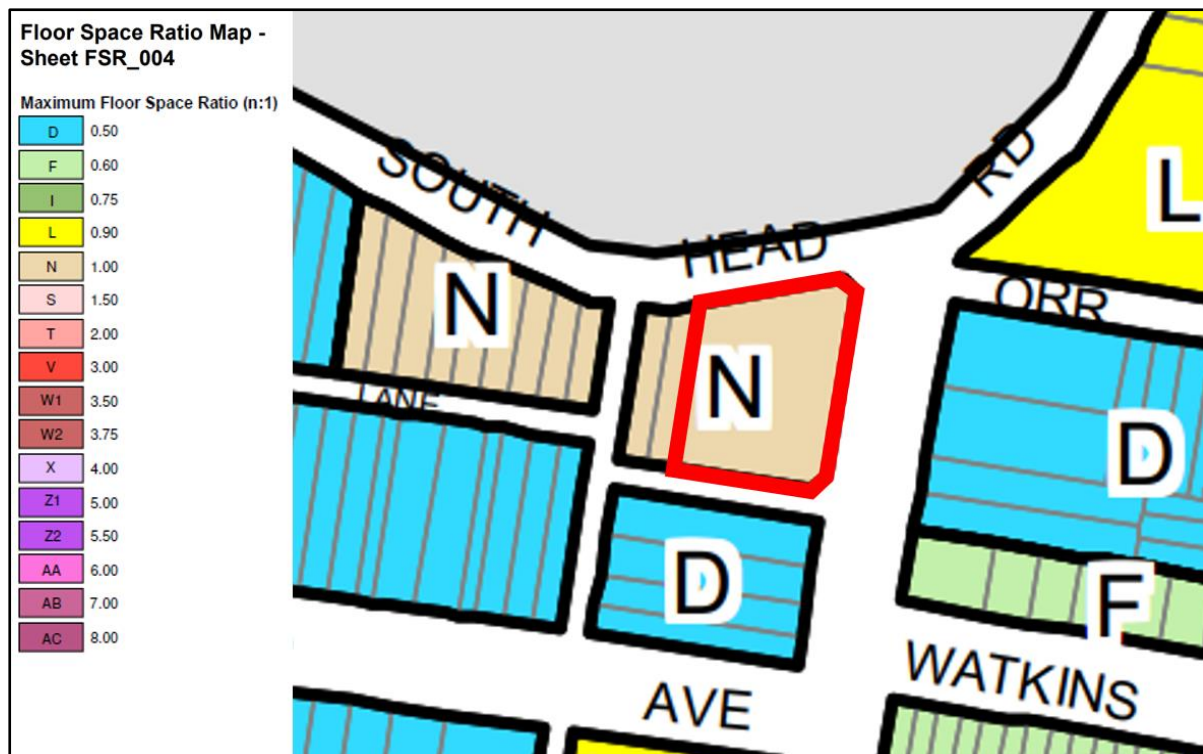 Floor Space Ratio Map -
Sheet FSR_004
Maximum Floor Space Ratio (n:1)
D 0.50
F 0.60
I 0.75
L 0.90
N 1.00
S 1.50
T 2.00
V 3.00
W1 3.50
W2 3.75
X 4.00
Z1 5.00
Z2 5.50
AA 6.00
AB 7.00
AC 8.00
SOUTH
HEAD
RD
L
N
ORR
N
LANE
D
D
F
WATKINS
AVE